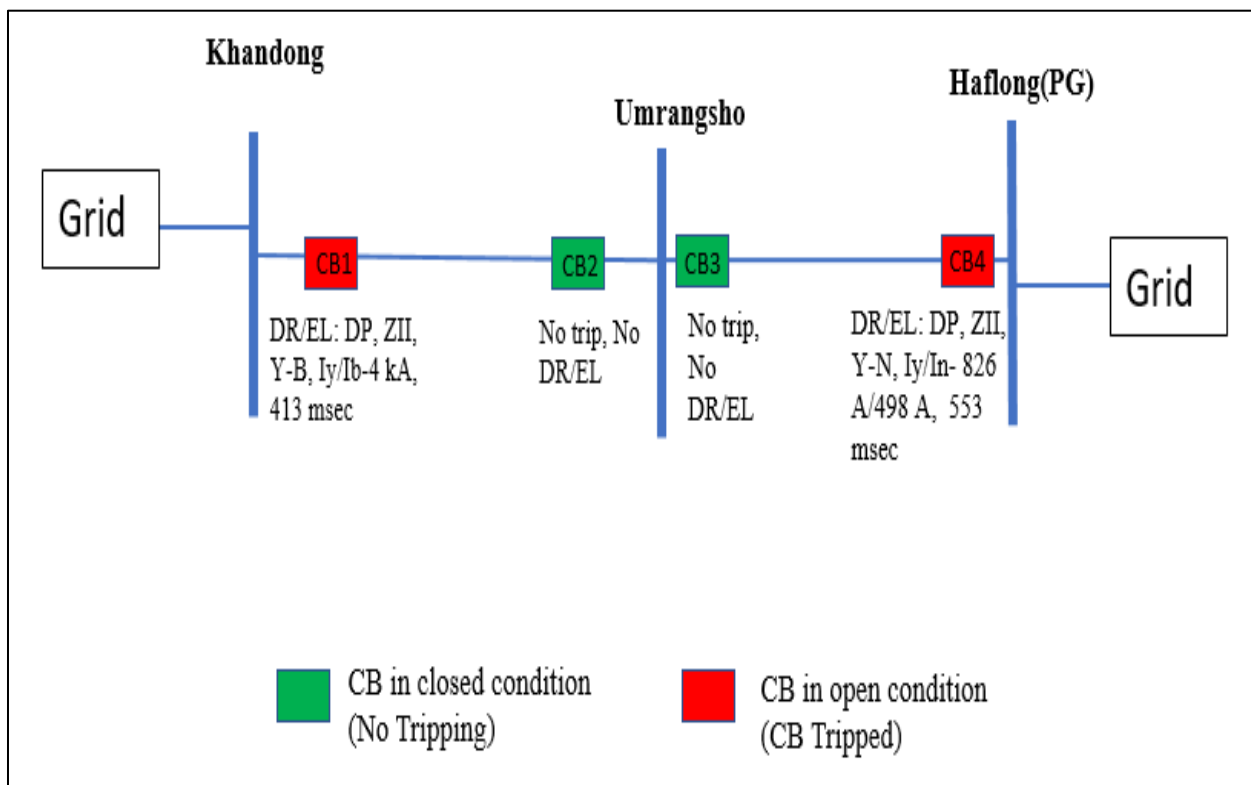 Khandong
Umrangsho
Haflong(PG)
Grid
CB1
CB2
CB3
CB4
Grid
DR/EL: DP, ZII,
Y-B, Iy/Ib-4 kA,
413 msec
No trip, No
DR/EL
No trip,
No
DR/EL
DR/EL: DP, ZII,
Y-N, Iy/In- 826
A/498 A, 553
msec
CB in closed condition
(No Tripping)
CB in open condition
(CB Tripped)